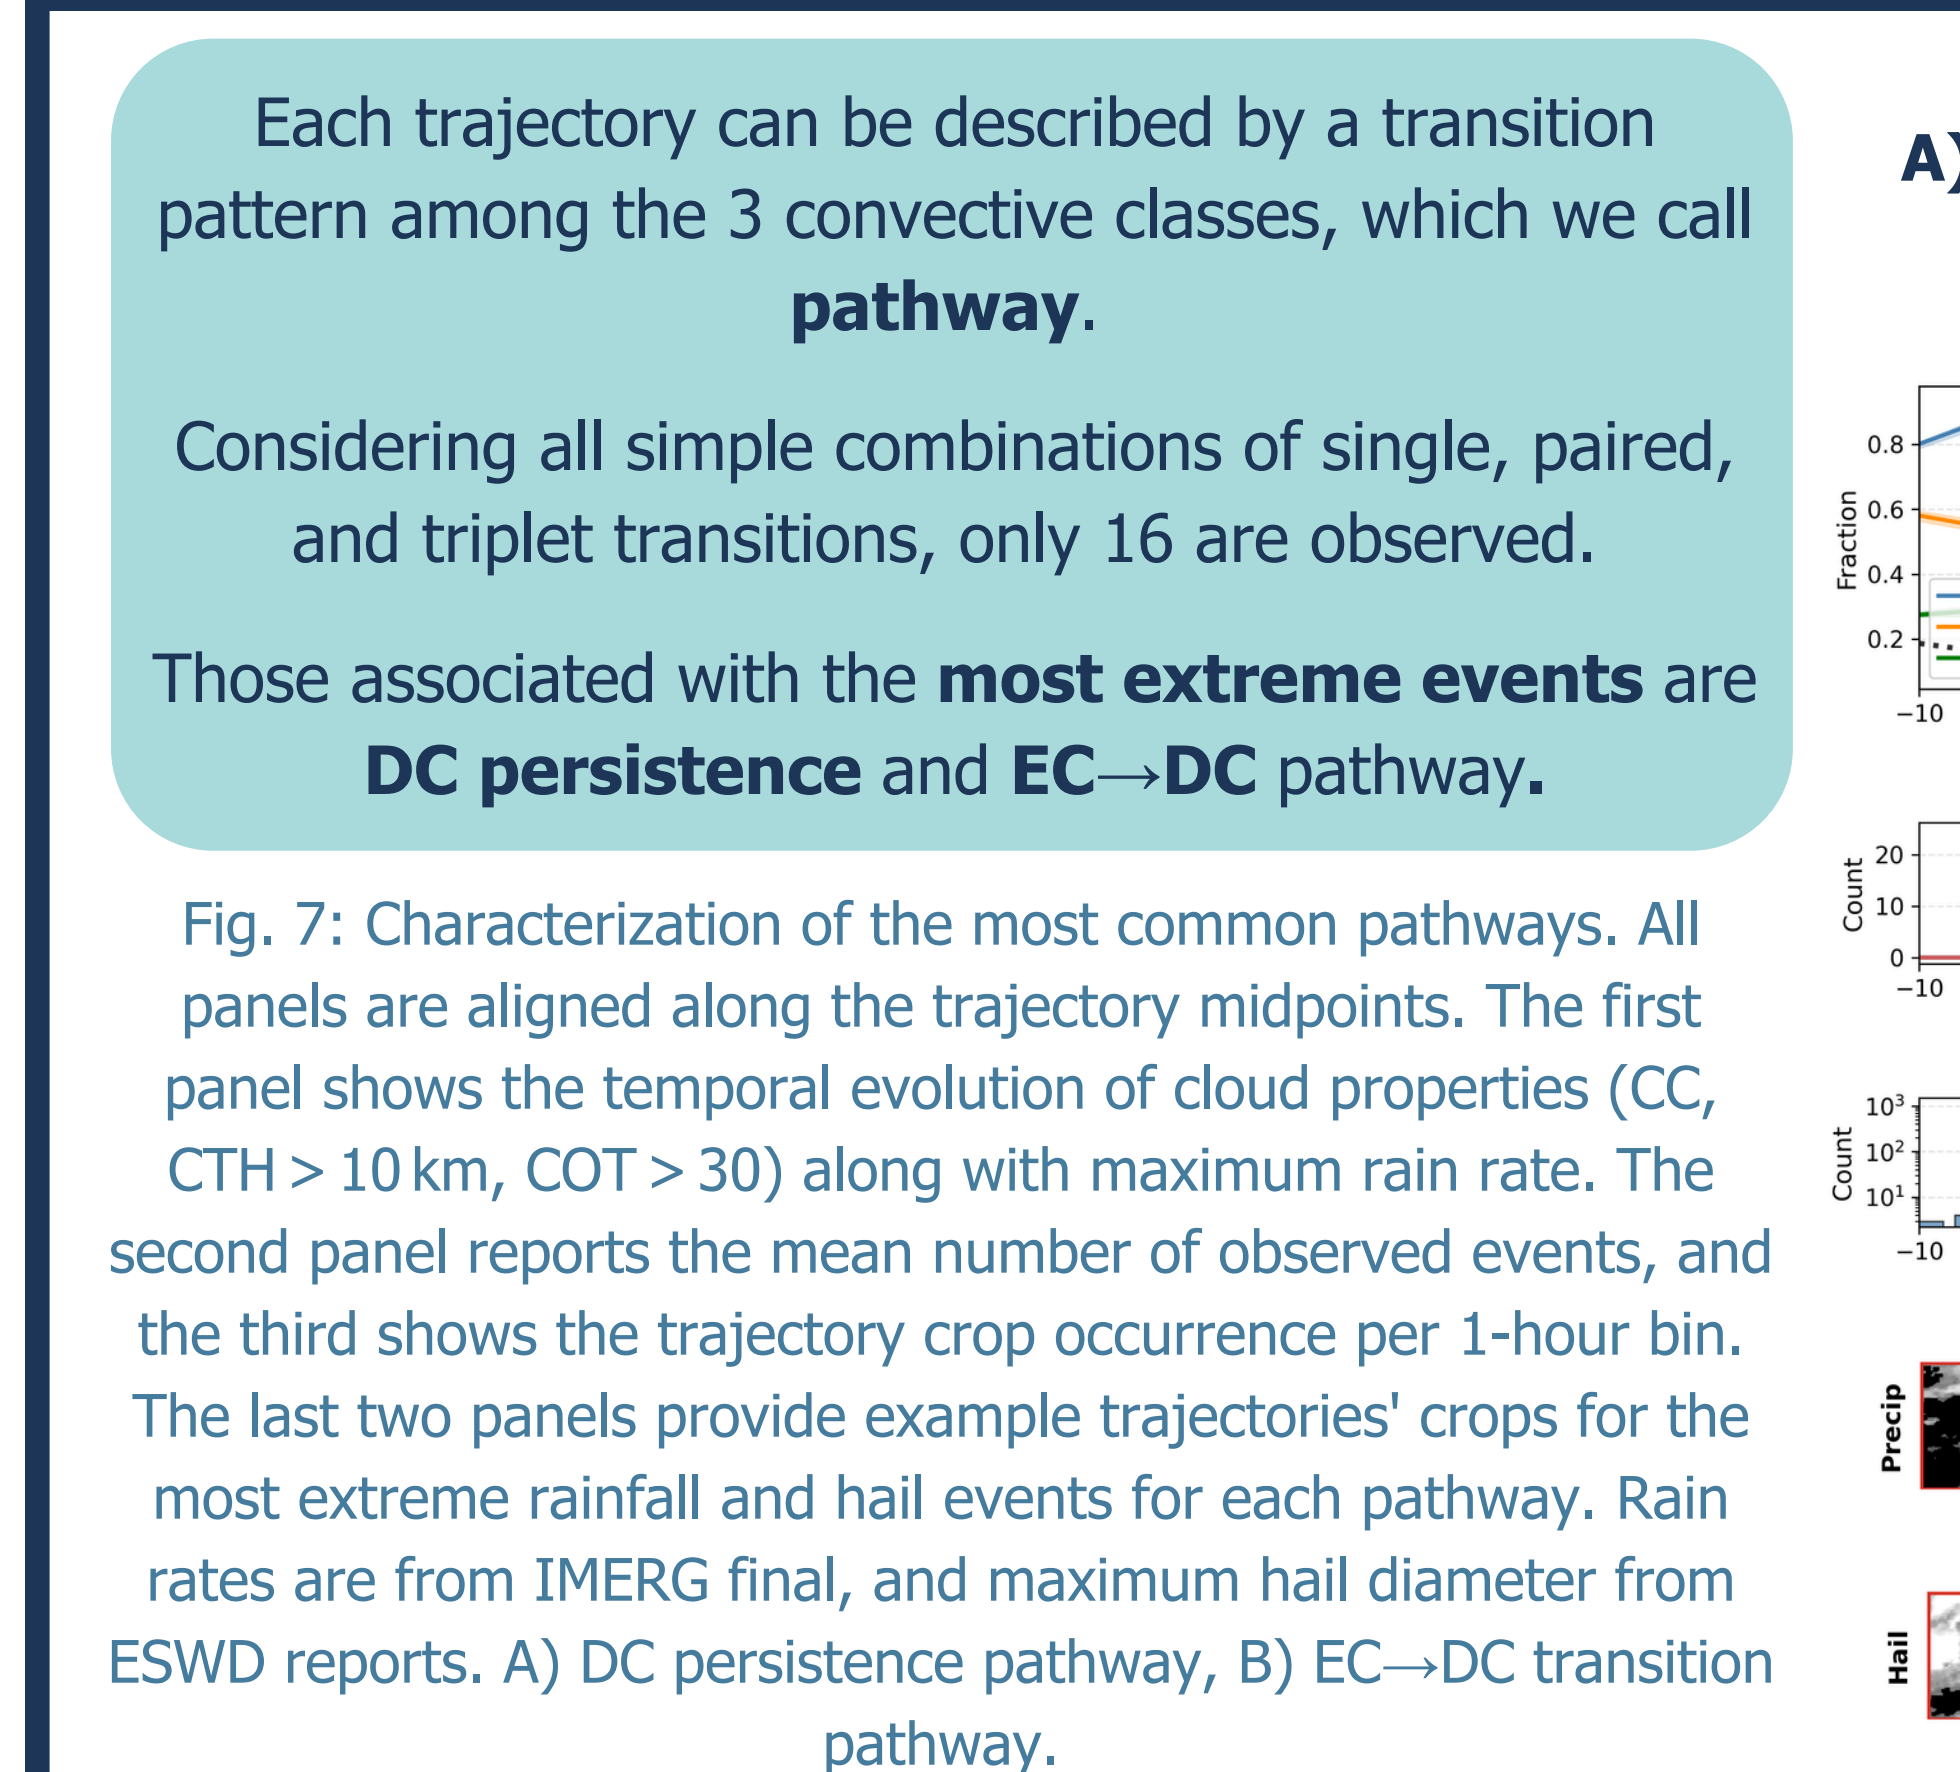 Each trajectory can be described by a transition
pattern among the 3 convective classes, which we call
pathway.
Considering all simple combinations of single, paired,
and triplet transitions, only 16 are observed.
Those associated with the most extreme events are
DC persistence and EC→DC pathway.
Fig. 7: Characterization of the most common pathways. All
panels are aligned along the trajectory midpoints. The first
panel shows the temporal evolution of cloud properties (CC,
CTH > 10 km, COT > 30) along with maximum rain rate. The
second panel reports the mean number of observed events, and
the third shows the trajectory crop occurrence per 1-hour bin.
The last two panels provide example trajectories' crops for the
most extreme rainfall and hail events for each pathway. Rain
rates are from IMERG final, and maximum hail diameter from
ESWD reports. A) DC persistence pathway, B) EC→DC transition
pathway.
A)
Fraction
0.8
0.6
0.4
0.2
−10
Count
20
10
0
−10
Count
10³
10²
10¹
−10
Precip
Hail